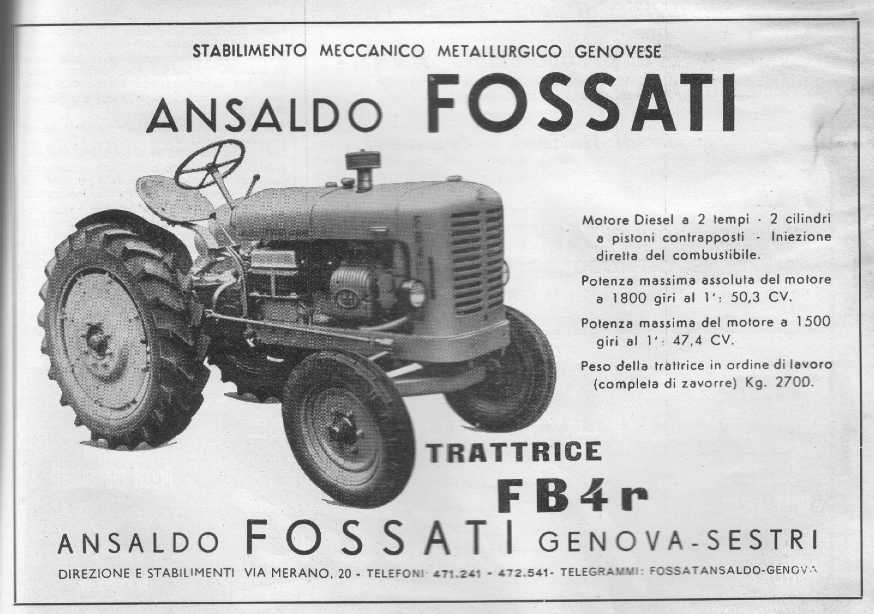 STABILIMENTO MECCANICO METALLURGICO GENOVESE
ANSALDO FOSSATI
Motore Diesel a 2 tempi - 2 cilindri
a pistoni contrapposti - Iniezione
diretta del combustibile.
Potenza massima assoluta del motore
a 1800 giri al 1': 50,3 CV.
Potenza massima del motore a 1500
giri al 1': 47,4 CV.
Peso della trattrice in ordine di lavoro
(completa di zavorre) Kg. 2700.
TRATTRICE
FB4r
ANSALDO FOSSATI GENOVA-SESTRI
DIREZIONE E STABILIMENTI VIA MERANO, 20 - TELEFONI: 471.241 - 472.541 - TELEGRAMMI: FOSSATANSALDO-GENOVA